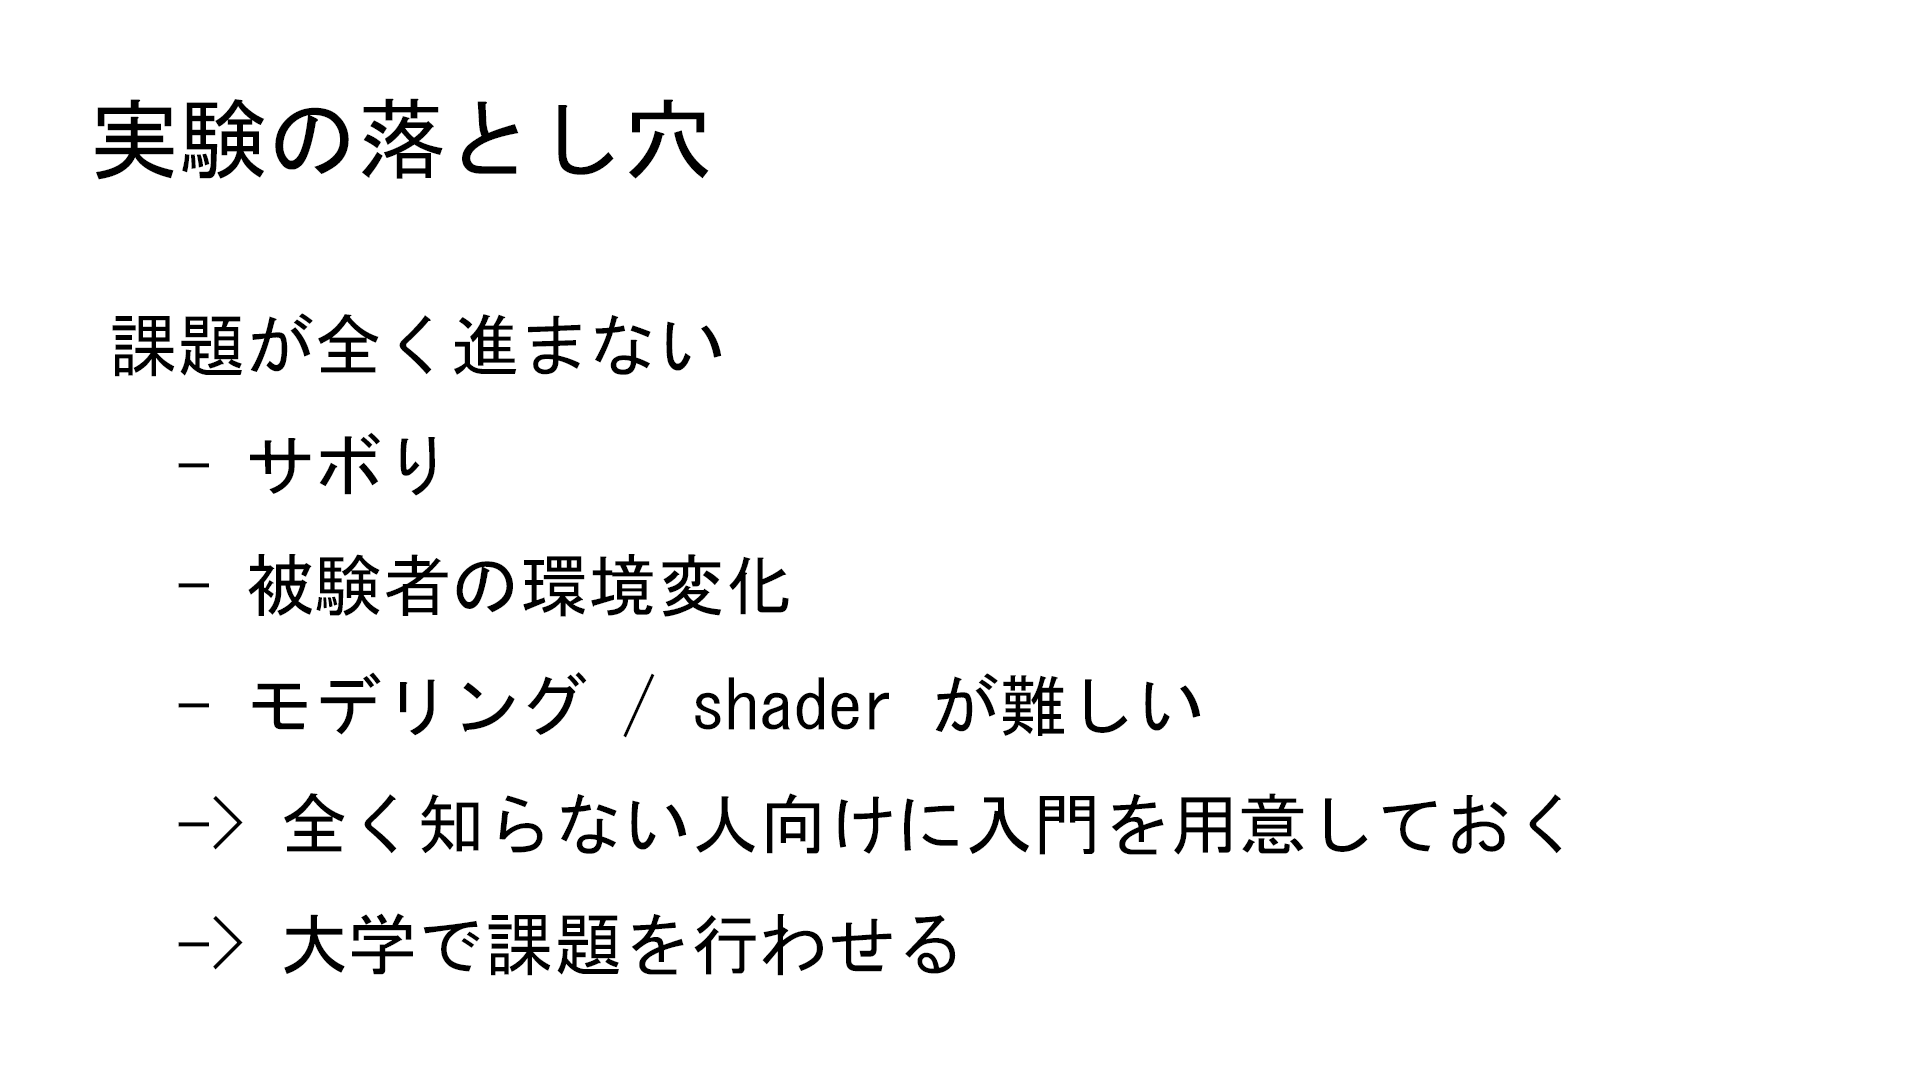 実験の落とし穴
課題が全く進まない
- サボり
- 被験者の環境変化
- モデリング / shader が難しい
-> 全く知らない人向けに入門を用意しておく
-> 大学で課題を行わせる